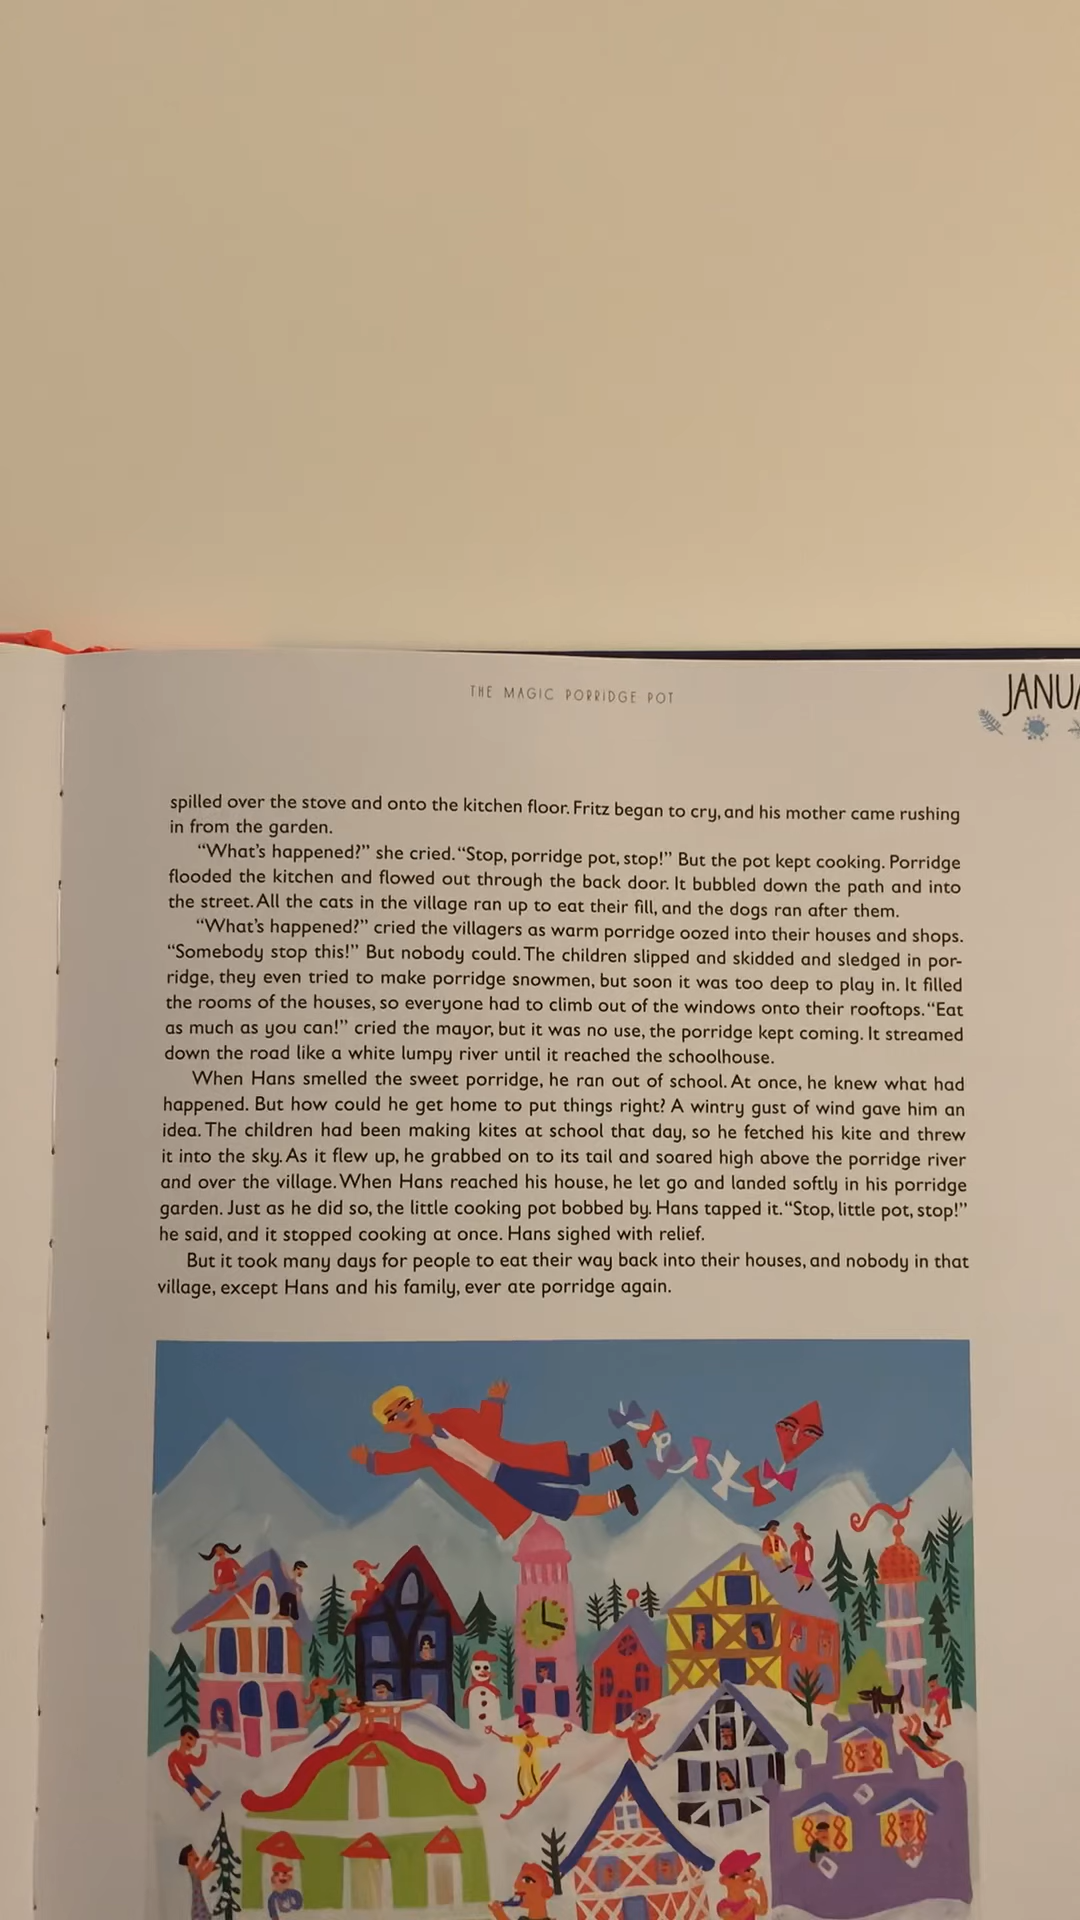 THE MAGIC PORRIDGE POT
spilled over the stove and onto the kitchen floor. Fritz began to cry, and his mother came rushing
in from the garden.
“What’s happened?” she cried. “Stop, porridge pot, stop!” But the pot kept cooking. Porridge
flooded the kitchen and flowed out through the back door. It bubbled down the path and into
the street. All the cats in the village ran up to eat their fill, and the dogs ran after them.
“What’s happened?” cried the villagers as warm porridge oozed into their houses and shops.
“Somebody stop this!” But nobody could. The children slipped and skidded and sledged in por-
ridge, they even tried to make porridge snowmen, but soon it was too deep to play in. It filled
the rooms of the houses, so everyone had to climb out of the windows onto their rooftops. “Eat
as much as you can!” cried the mayor, but it was no use, the porridge kept coming. It streamed
down the road like a white lumpy river until it reached the schoolhouse.
When Hans smelled the sweet porridge, he ran out of school. At once, he knew what had
happened. But how could he get home to put things right? A wintry gust of wind gave him an
idea. The children had been making kites at school that day, so he fetched his kite and threw
it into the sky. As it flew up, he grabbed on to its tail and soared high above the porridge river
and over the village. When Hans reached his house, he let go and landed softly in his porridge
garden. Just as he did so, the little cooking pot bobbed by. Hans tapped it. “Stop, little pot, stop!”
he said, and it stopped cooking at once. Hans sighed with relief.
But it took many days for people to eat their way back into their houses, and nobody in that
village, except Hans and his family, ever ate porridge again.